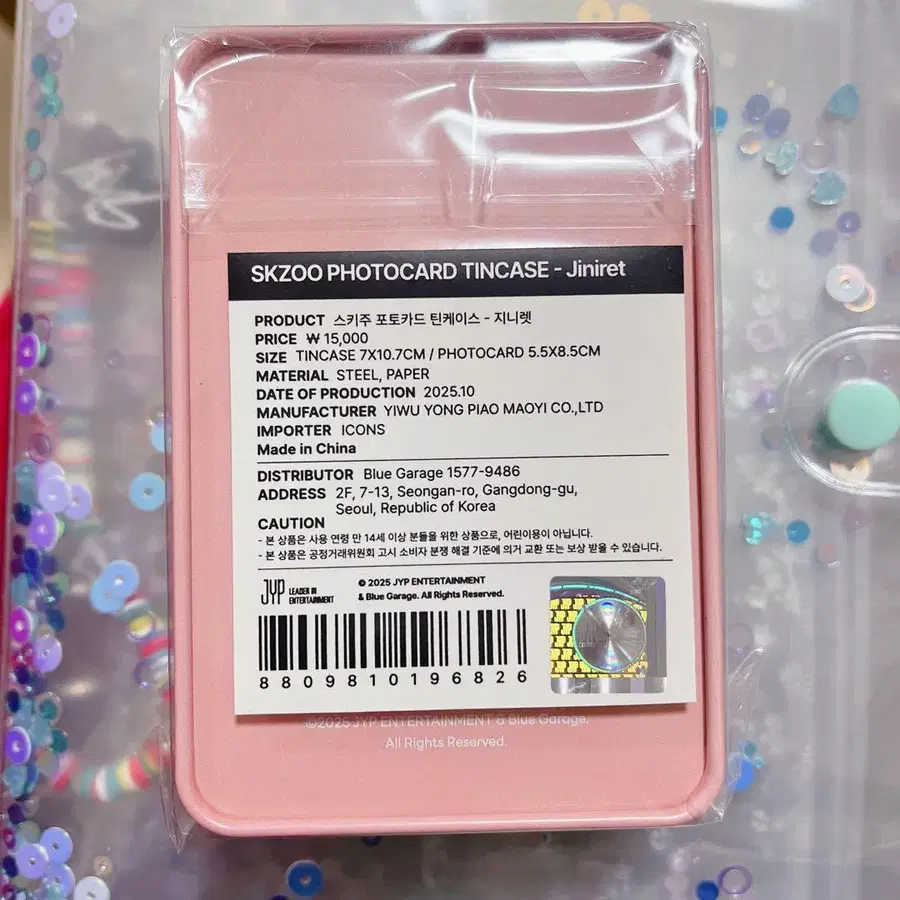 SKZOO PHOTOCARD TINCASE - Jiniret
PRODUCT 스키주 포토카드 틴케이스 - 지니렛
PRICE ₩ 15,000
SIZE TINCASE 7X10.7CM / PHOTOCARD 5.5X8.5CM
MATERIAL STEEL, PAPER
DATE OF PRODUCTION 2025.10
MANUFACTURER YIWU YONG PIAO MAOYI CO.,LTD
IMPORTER ICONS
Made in China
DISTRIBUTOR Blue Garage 1577-9486
ADDRESS 2F, 7-13, Seongan-ro, Gangdong-gu,
Seoul, Republic of Korea
CAUTION
- 본 상품은 사용 연령 만 14세 이상 분들을 위한 상품으로, 어린이용이 아닙니다.
- 본 상품은 공정거래위원회 고시 소비자 분쟁 해결 기준에 의거 교환 또는 보상 받을 수 있습니다.
JYP LEADER IN
ENTERTAINMENT
© 2025 JYP ENTERTAINMENT
& Blue Garage. All Rights Reserved.
8809810196826
©2025 JYP ENTERTAINMENT & Blue Garage.
All Rights Reserved.